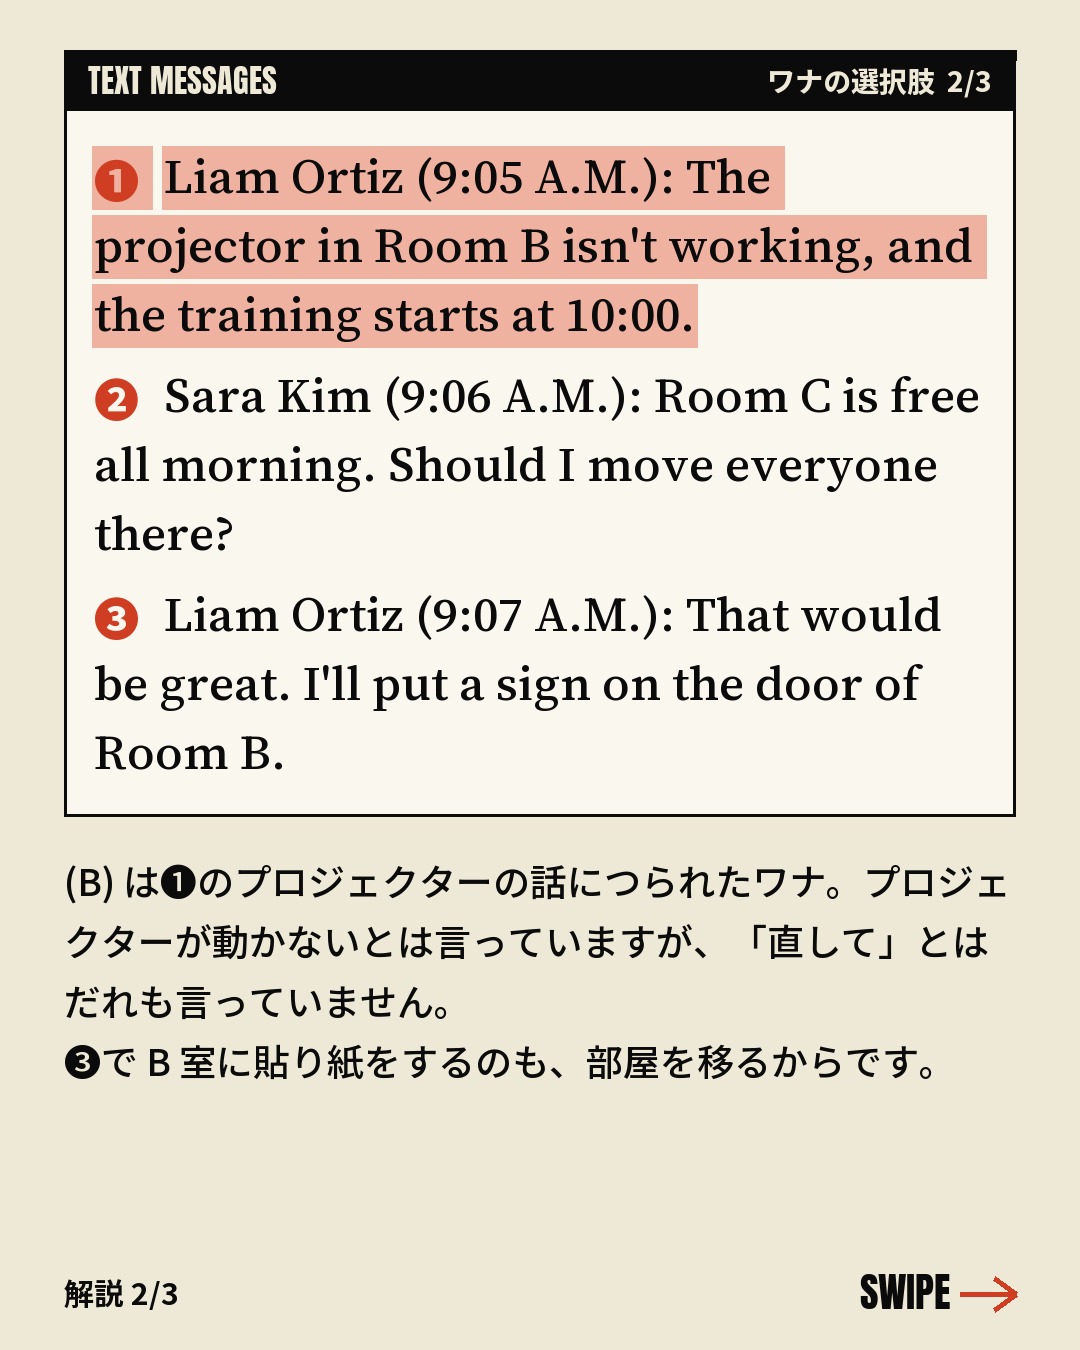 TEXT MESSAGES ワナの選択肢 2/3
❶ Liam Ortiz (9:05 A.M.): The
projector in Room B isn't working, and
the training starts at 10:00.
❷ Sara Kim (9:06 A.M.): Room C is free
all morning. Should I move everyone
there?
❸ Liam Ortiz (9:07 A.M.): That would
be great. I'll put a sign on the door of
Room B.
(B) は❶のプロジェクターの話につられたワナ。プロジェ
クターが動かないとは言っていますが、「直して」とは
だれも言っていません。
❸で B 室に貼り紙をするのも、部屋を移るからです。
解説 2/3
SWIPE